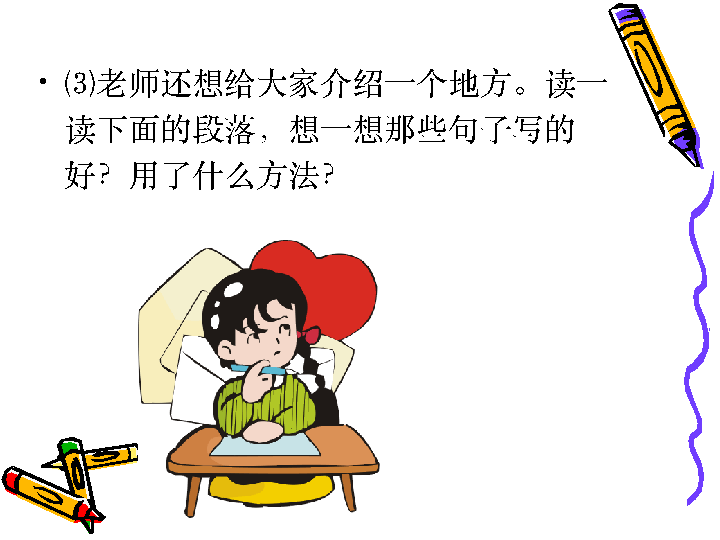 • ⑶老师还想给大家介绍一个地方。读一
读下面的段落，想一想那些句子写的
好？用了什么方法？